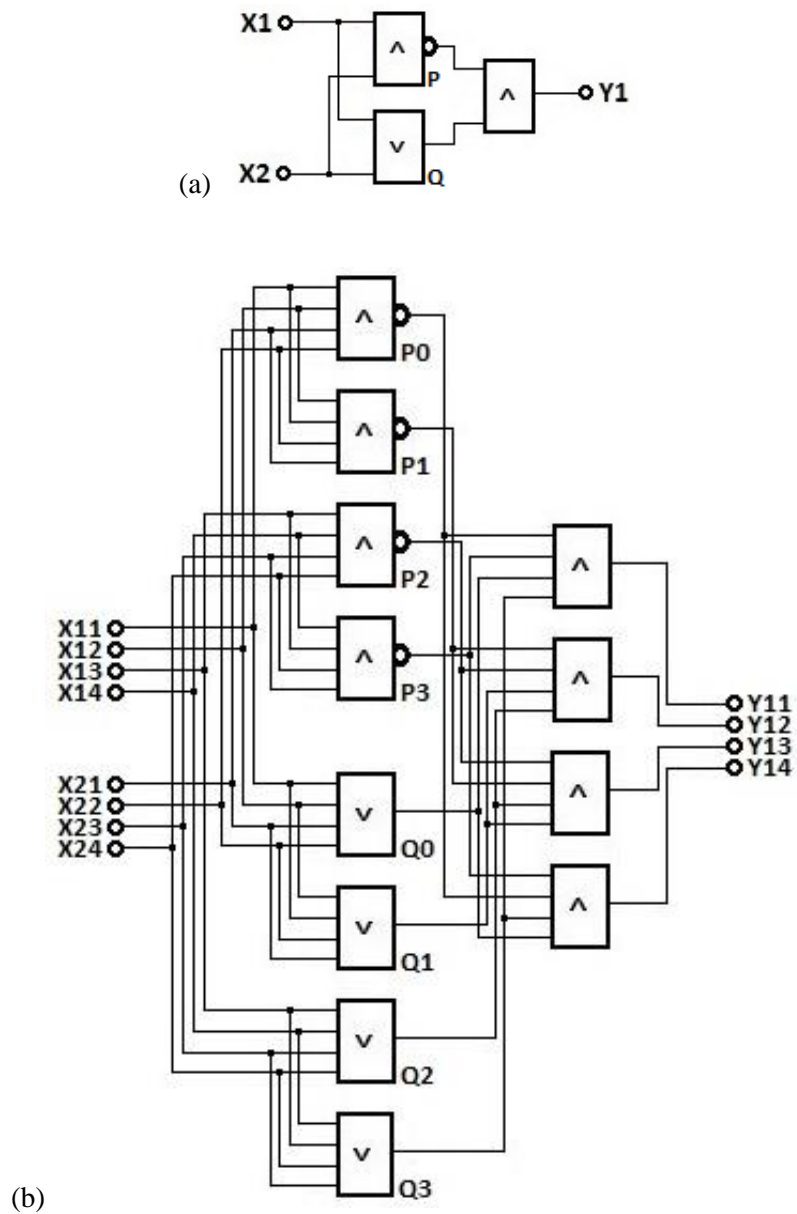 X1
^
P
^
Y1
v
(a)
X2
Q
^
P0
^
P1
^
P2
^
X11
^
X12
X13
P3
X14
^
Y11
Y12
Y13
^
Y14
X21
X22
v
X23
Q0
X24
^
v
Q1
v
Q2
v
Q3
(b)